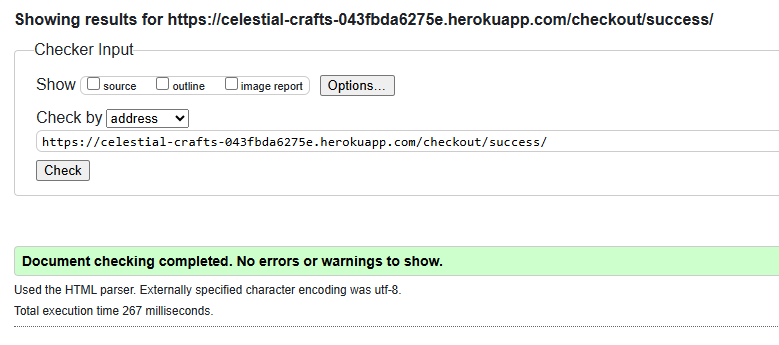 Showing results for https://celestial-crafts-043fbda6275e.herokuapp.com/checkout/success/
Checker Input
Show source outline image report Options...
Check by address
https://celestial-crafts-043fbda6275e.herokuapp.com/checkout/success/
Check
Document checking completed. No errors or warnings to show.
Used the HTML parser. Externally specified character encoding was utf-8.
Total execution time 267 milliseconds.